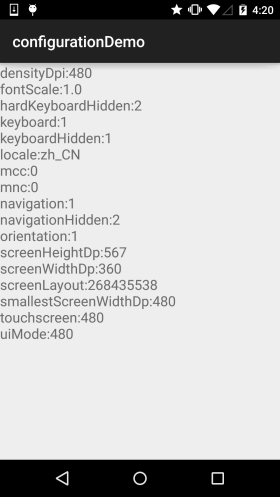 4:20
configurationDemo
densityDpi:480
fontScale:1.0
hardKeyboardHidden:2
keyboard:1
keyboardHidden:1
locale:zh_CN
mcc:0
mnc:0
navigation:1
navigationHidden:2
orientation:1
screenHeightDp:567
screenWidthDp:360
screenLayout:268435538
smallestScreenWidthDp:480
touchscreen:480
uiMode:480